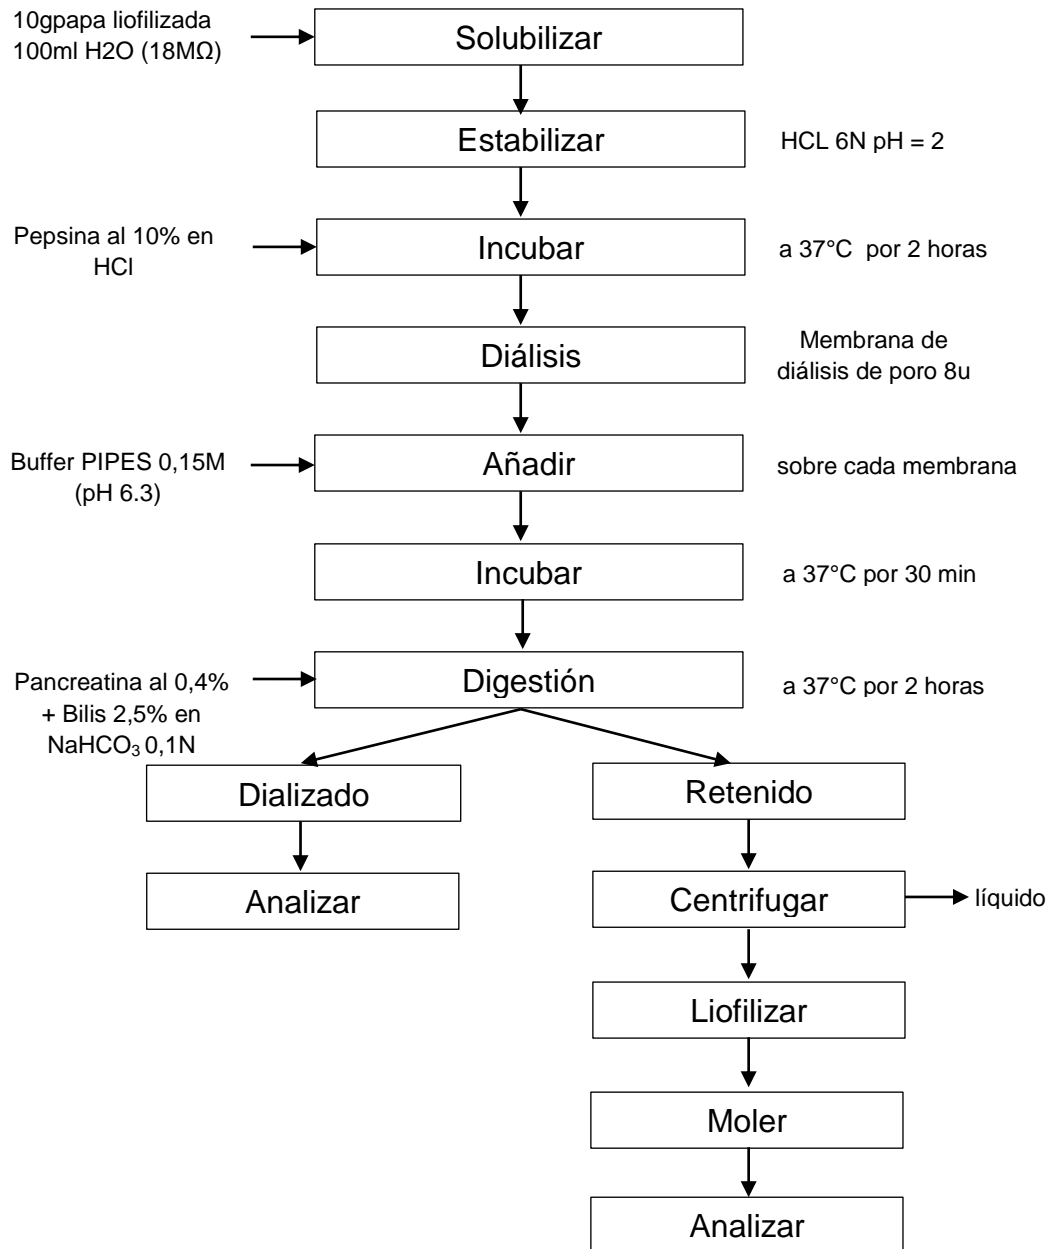 10gpapa liofilizada
100ml H2O (18MΩ)
Solubilizar
Estabilizar
HCL 6N pH = 2
Pepsina al 10% en
HCl
Incubar
a 37°C  por 2 horas
Diálisis
Membrana de
diálisis de poro 8u
Buffer PIPES 0,15M
(pH 6.3)
Añadir
sobre cada membrana
Incubar
a 37°C por 30 min
Pancreatina al 0,4%
+ Bilis 2,5% en
NaHCO₃ 0,1N
Digestión
a 37°C por 2 horas
Dializado
Retenido
Analizar
Centrifugar
líquido
Liofilizar
Moler
Analizar